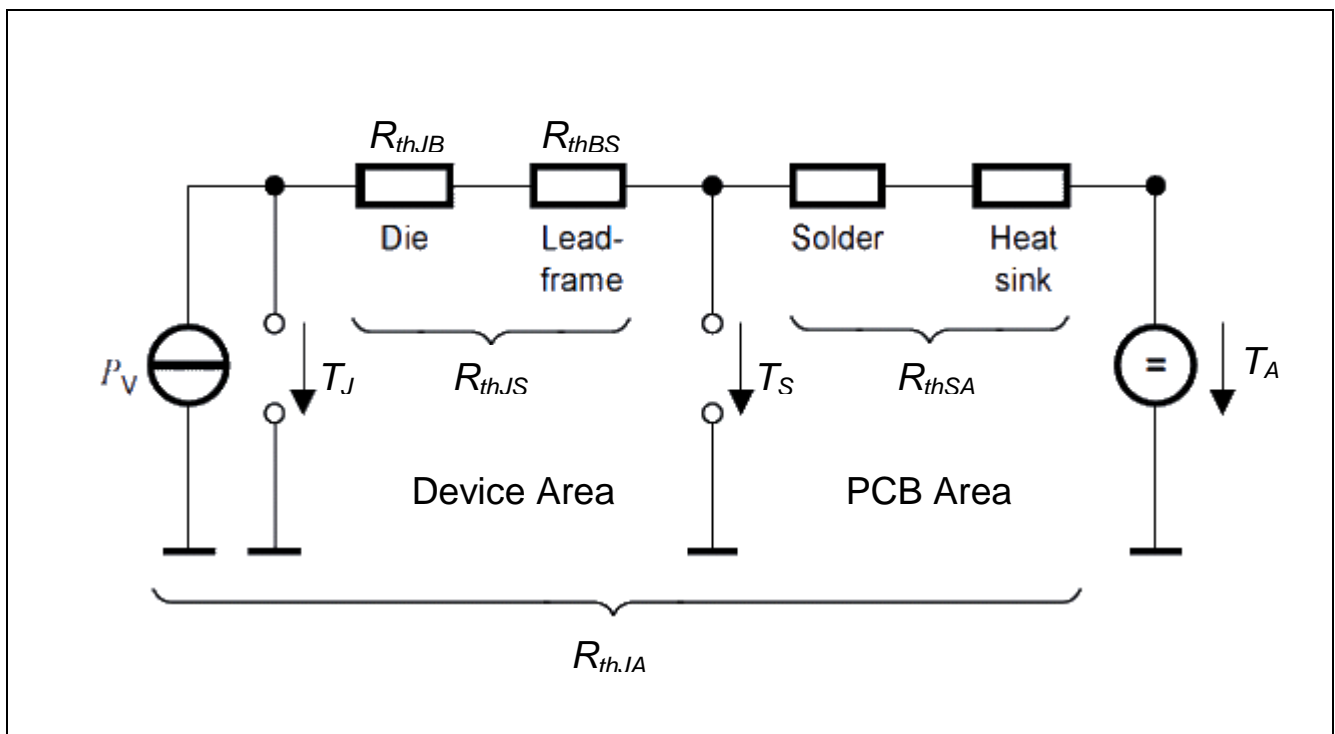 R_thJB
R_thBS
Die
Lead-
frame
Solder
Heat
sink
P_V
T_J
R_thJS
T_S
R_thSA
=
T_A
Device Area
PCB Area
R_thJA